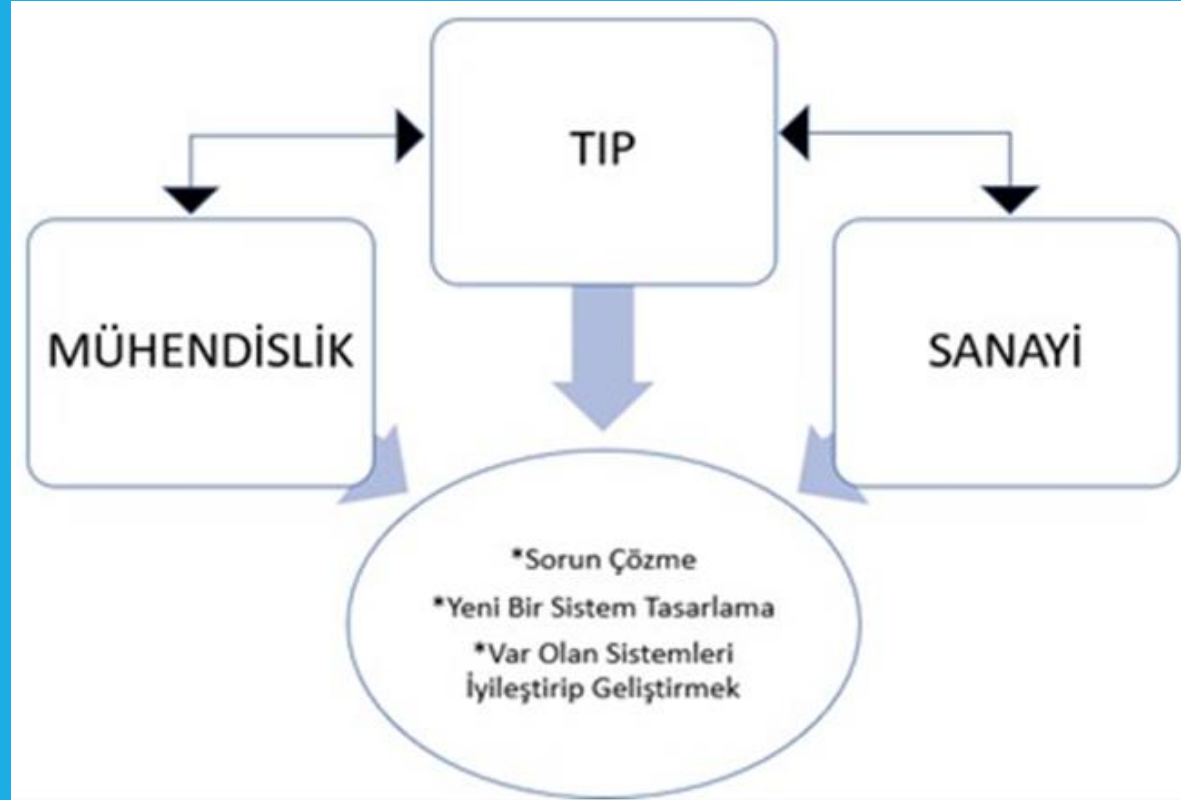 TIP
MÜHENDİSLİK
SANAYİ
*Sorun Çözme
*Yeni Bir Sistem Tasarlama
*Var Olan Sistemleri
İyileştirip Geliştirmek